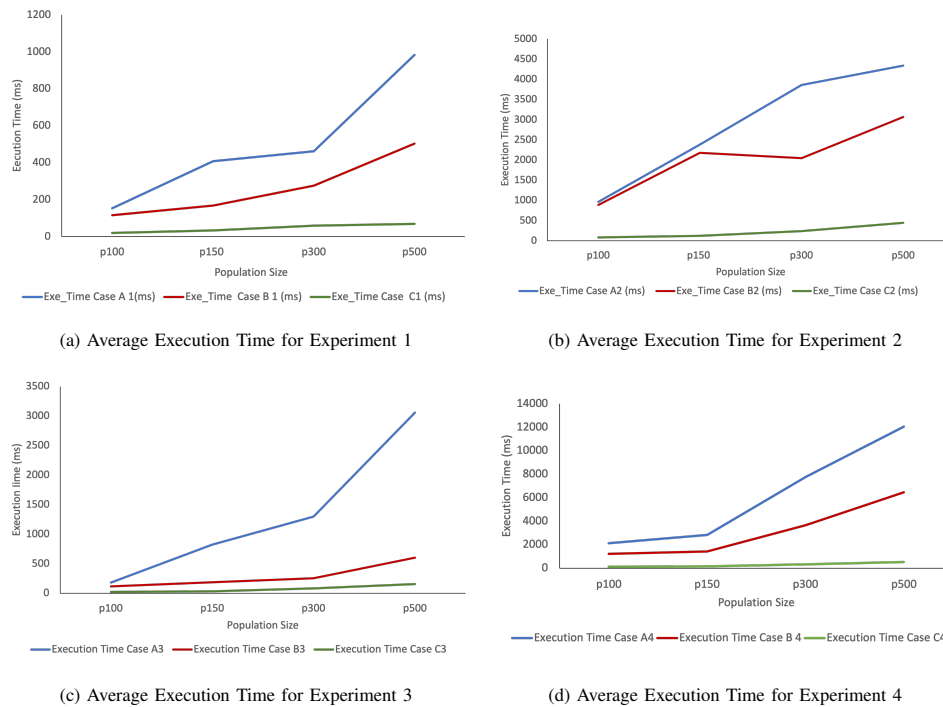 1200
1000
800
600
400
200
0
Eecution Time (ms)
p100 p150 p300 p500
Population Size
Exe_Time Case A 1(ms) Exe_Time Case B 1 (ms) Exe_Time Case C1 (ms)
(a) Average Execution Time for Experiment 1
5000
4500
4000
3500
3000
2500
2000
1500
1000
500
0
Execution Time (ms)
p100 p150 p300 p500
Population Size
Exe_Time Case A2 (ms) Exe_Time Case B2 (ms) Exe_Time Case C2 (ms)
(b) Average Execution Time for Experiment 2
3500
3000
2500
2000
1500
1000
500
0
Execution lime (ms)
p100 p150 p300 p500
Population Size
Execution Time Case A3 Execution Time Case B3 Execution Time Case C3
(c) Average Execution Time for Experiment 3
14000
12000
10000
8000
6000
4000
2000
0
Execution Time (ms)
p100 p150 p300 p500
Population Size
Execution Time Case A4 Execution Time Case B 4 Execution Time Case C4
(d) Average Execution Time for Experiment 4